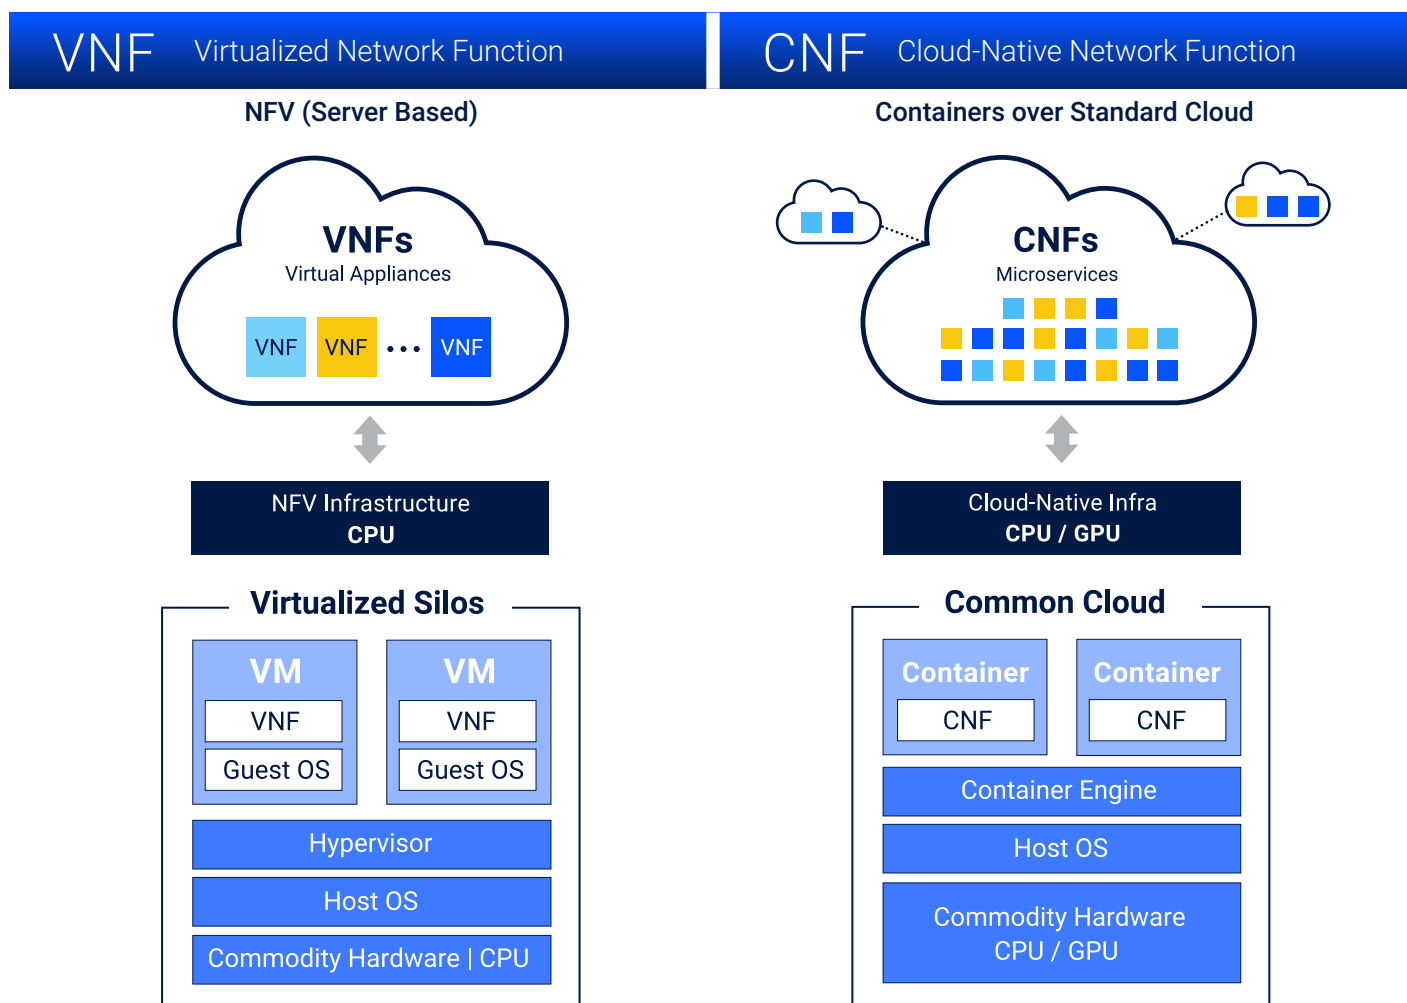 VNF Virtualized Network Function
NFV (Server Based)
VNFs
Virtual Appliances
VNF VNF ••• VNF
NFV Infrastructure
CPU
Virtualized Silos
VM VM
VNF VNF
Guest OS Guest OS
Hypervisor
Host OS
Commodity Hardware | CPU
CNF Cloud-Native Network Function
Containers over Standard Cloud
CNFs
Microservices
Cloud-Native Infra
CPU / GPU
Common Cloud
Container Container
CNF CNF
Container Engine
Host OS
Commodity Hardware
CPU / GPU